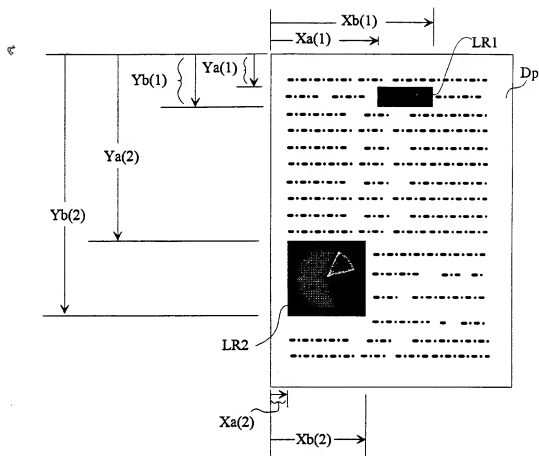 Xb(1)
Xa(1)
LR1
Yb(1)
Ya(1)
Dp
Ya(2)
Yb(2)
LR2
Xa(2)
Xb(2)